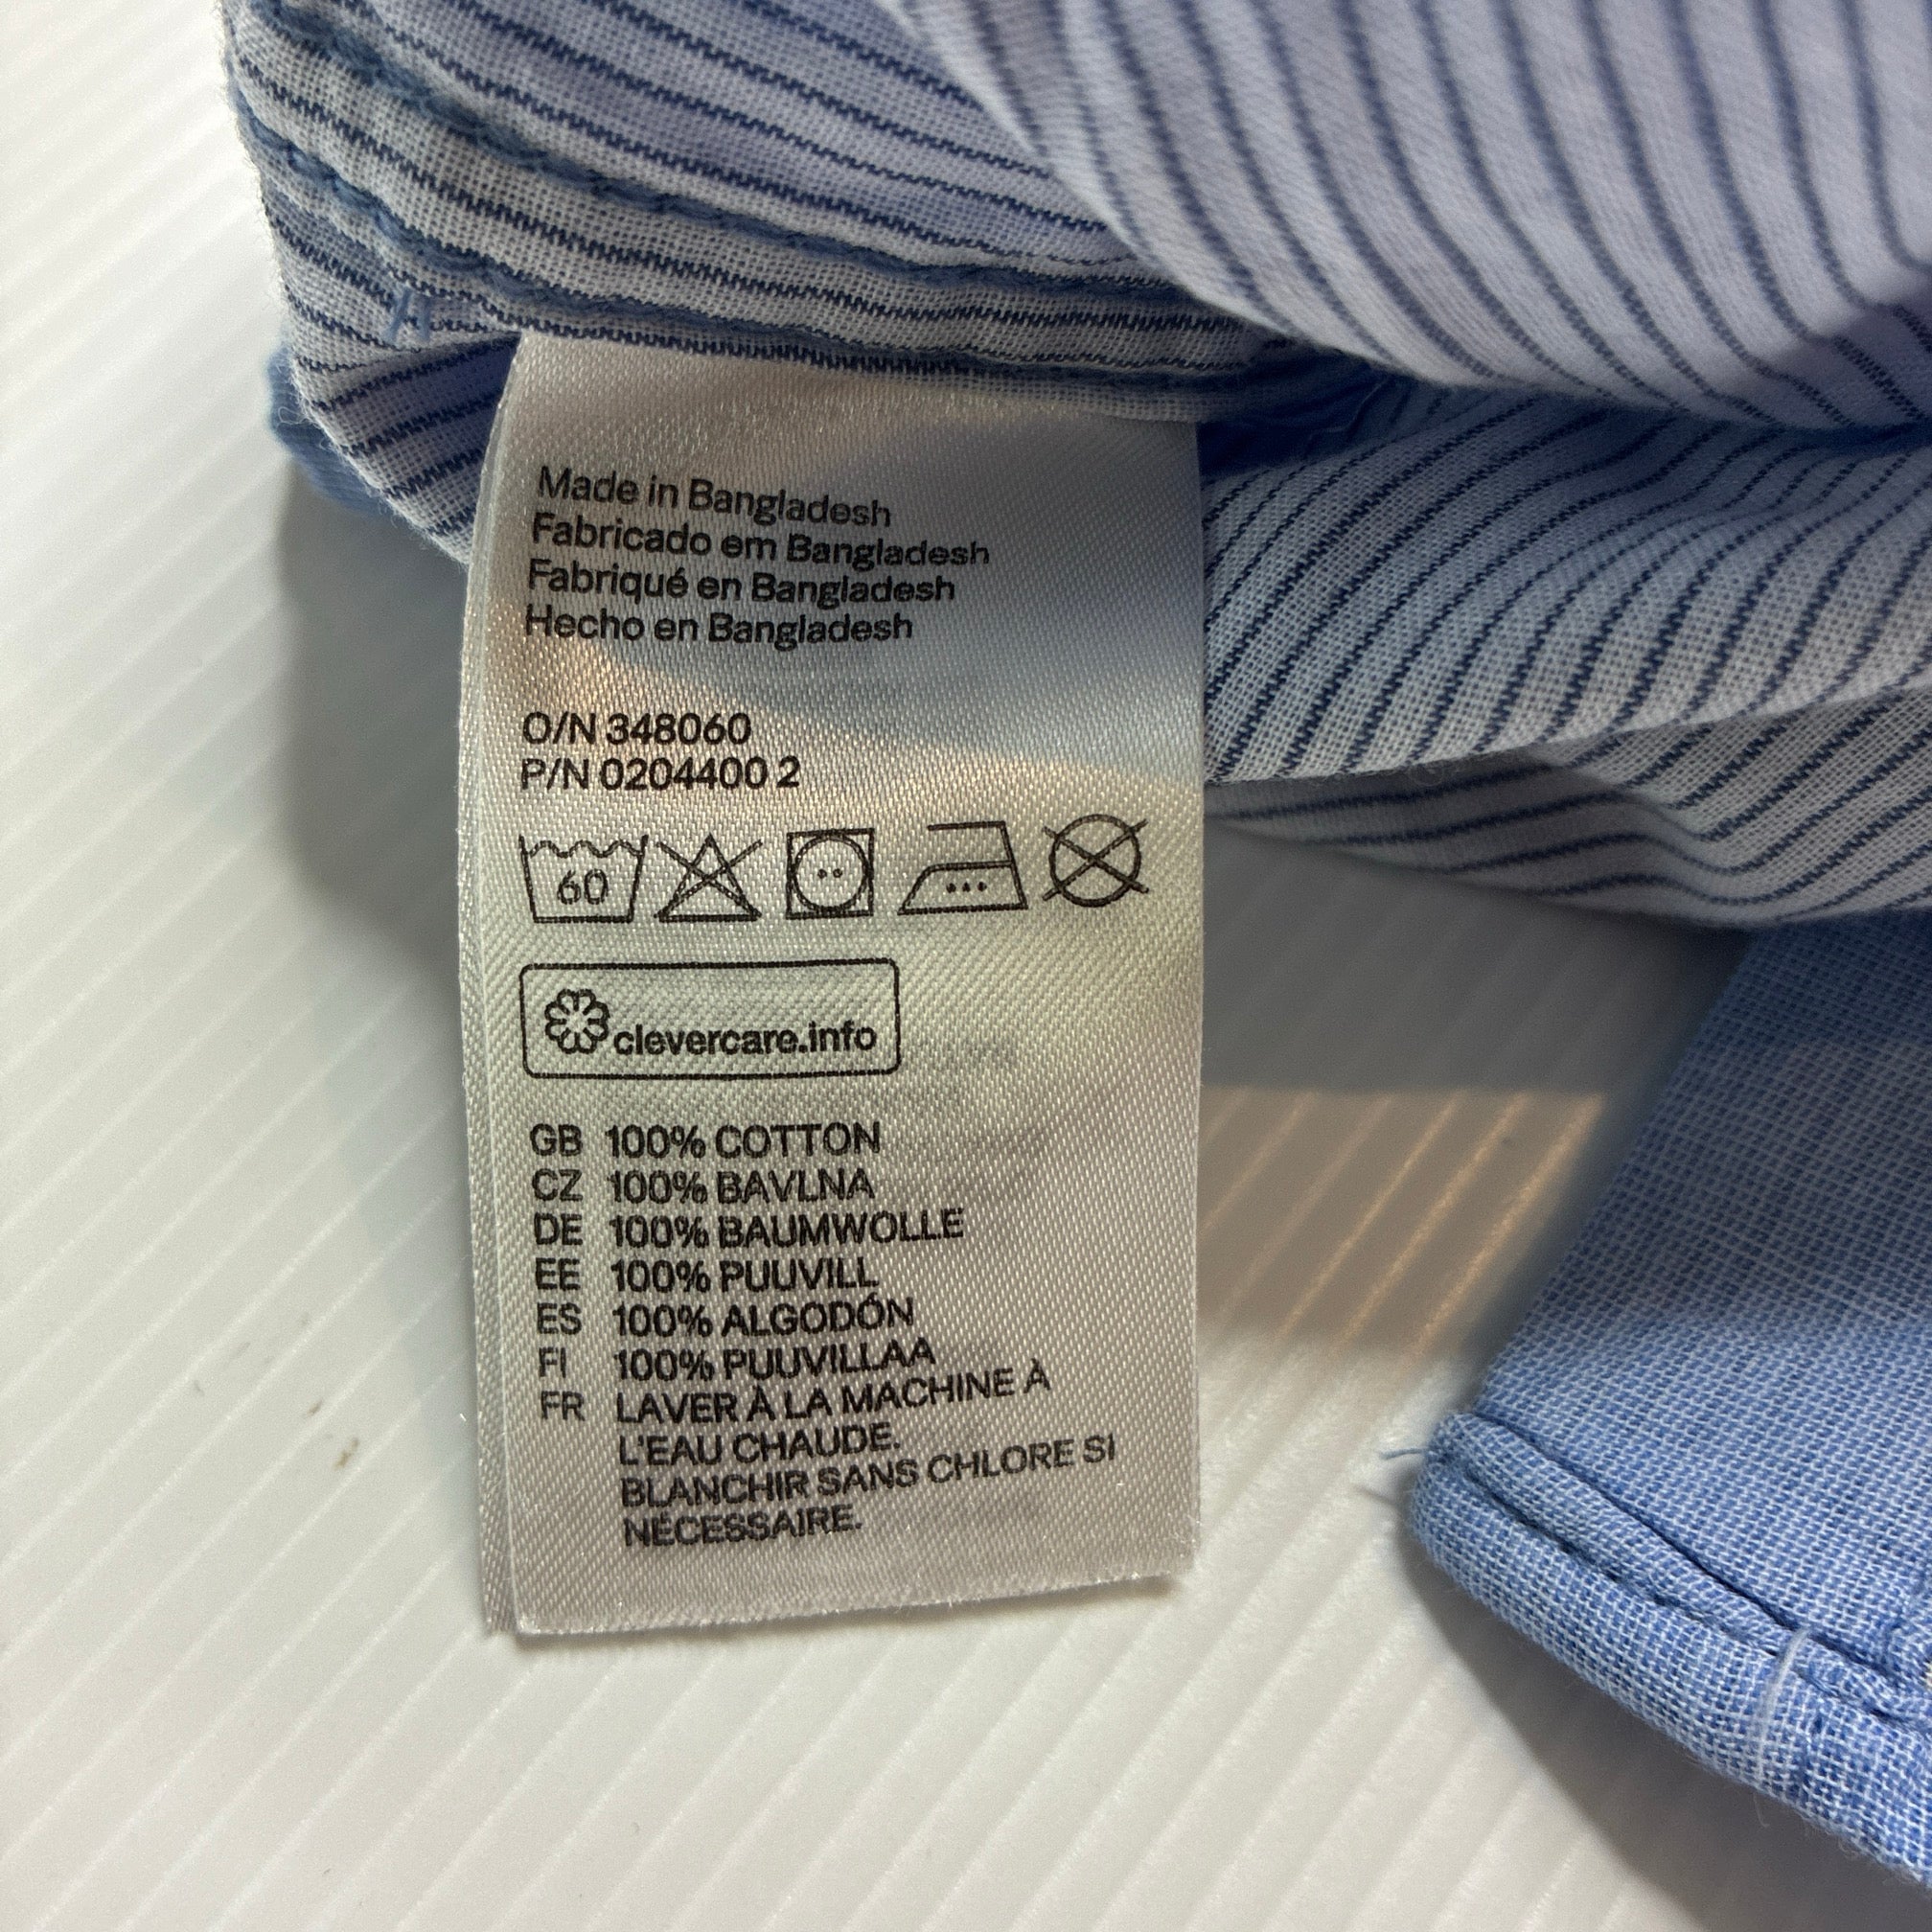 Made in Bangladesh
Fabricado em Bangladesh
Fabriqué en Bangladesh
Hecho en Bangladesh
O/N 348060
P/N 0204400 2
60
clevercare.info
GB 100% COTTON
CZ 100% BAVLNA
DE 100% BAUMWOLLE
EE 100% PUUVILL
ES 100% ALGODÓN
FI 100% PUUVILLAA
FR LAVER À LA MACHINE À
L'EAU CHAUDE.
BLANCHIR SANS CHLORE SI
NÉCESSAIRE.